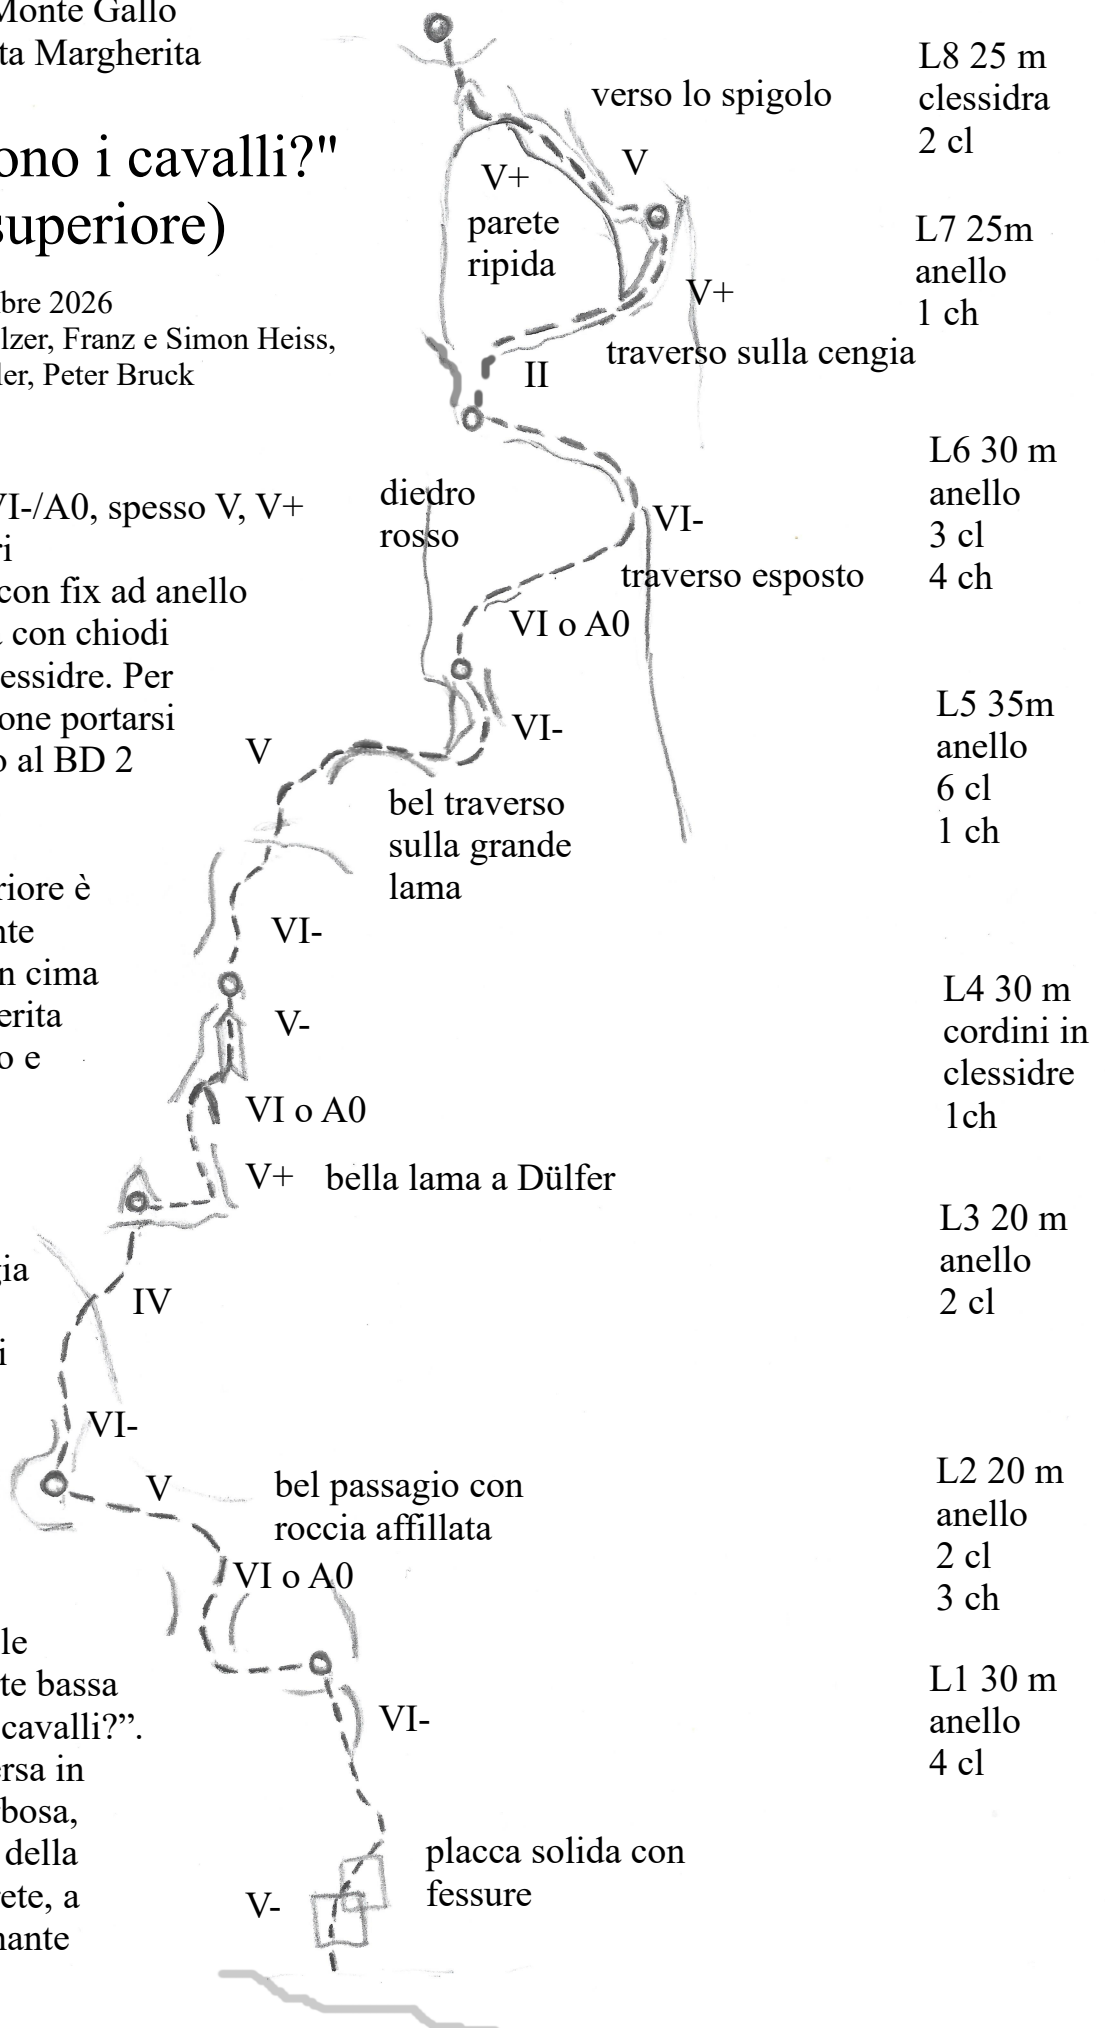 Monte Gallo
ta Margherita
ono i cavalli?"
superiore)
bre 2026
lzer, Franz e Simon Heiss,
ler, Peter Bruck
VI-/A0, spesso V, V+
ri
con fix ad anello
a con chiodi
essidre. Per
one portarsi
o al BD 2
riore è
nte
n cima
erita
o e
gia
i
le
te bassa
cavalli?”.
ersa in
rbosa,
della
rete, a
nante
verso lo spigolo
V
V+
parete
ripida
V+
traverso sulla cengia
II
diedro
rosso
VI-
traverso esposto
VI o A0
VI-
V
bel traverso
sulla grande
lama
VI-
V-
VI o A0
V+ bella lama a Dülfer
IV
VI-
V
bel passagio con
roccia affillata
VI o A0
VI-
placca solida con
fessure
V-
L8 25 m
clessidra
2 cl
L7 25m
anello
1 ch
L6 30 m
anello
3 cl
4 ch
L5 35m
anello
6 cl
1 ch
L4 30 m
cordini in
clessidre
1ch
L3 20 m
anello
2 cl
L2 20 m
anello
2 cl
3 ch
L1 30 m
anello
4 cl